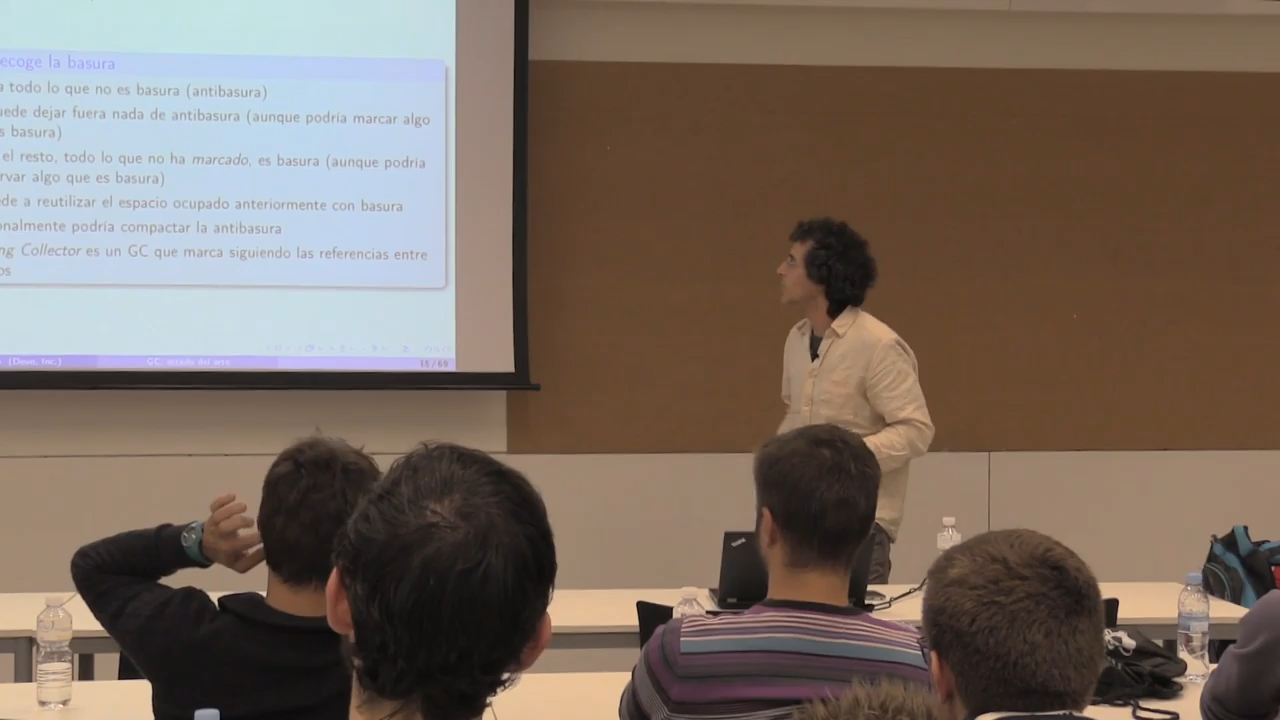 ecoge la basura
a todo lo que no es basura (antibasura)
uede dejar fuera nada de antibasura (aunque podría marcar algo
s basura)
el resto, todo lo que no ha marcado, es basura (aunque podría
rvar algo que es basura)
de a reutilizar el espacio ocupado anteriormente con basura
onalmente podría compactar la antibasura
ng Collector es un GC que marca siguiendo las referencias entre
os
(Devo, Inc.) GC, estado del arte 15 / 69